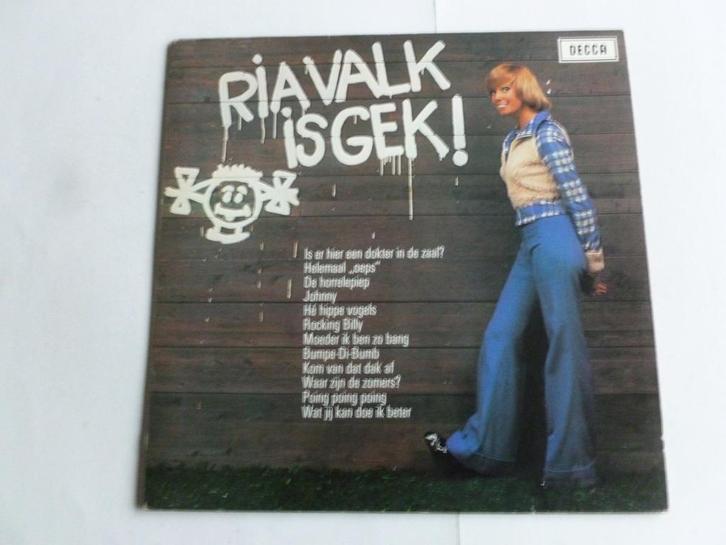 DECCA
RIA VALK
IS GEK!
Is er hier een dokter in de zaal?
Helemaal „oeps”
De horrelepiep
Johnny
Hé hippe vogels
Rocking Billy
Moeder ik ben zo bang
Bumpe-Di-Bumb
Kom van dat dak af
Waar zijn de zomers?
Poing poing poing
Wat jij kan doe ik beter